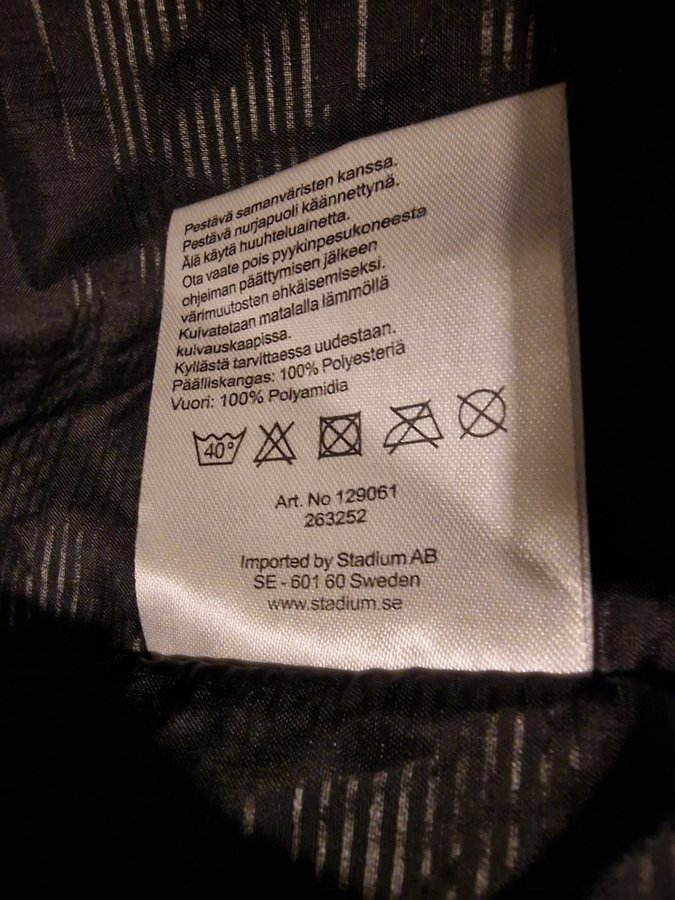 Pestävä samanväristen kanssa.
Pestävä nurjapuoli käännettynä.
Älä käytä huuhteluainetta.
Ota vaate pois pyykinpesukoneesta
ohjeiman päättymisen jälkeen
värimuutosten ehkäisemiseksi.
Kuivatetaan matalalla lämmöllä
kuivauskaapissa.
Kyllästä tarvittaessa uudestaan.
Päälliskangas: 100% Polyesteriä
Vuori: 100% Polyamidia
40°
Art. No 129061
263252
Imported by Stadium AB
SE - 601 60 Sweden
www.stadium.se